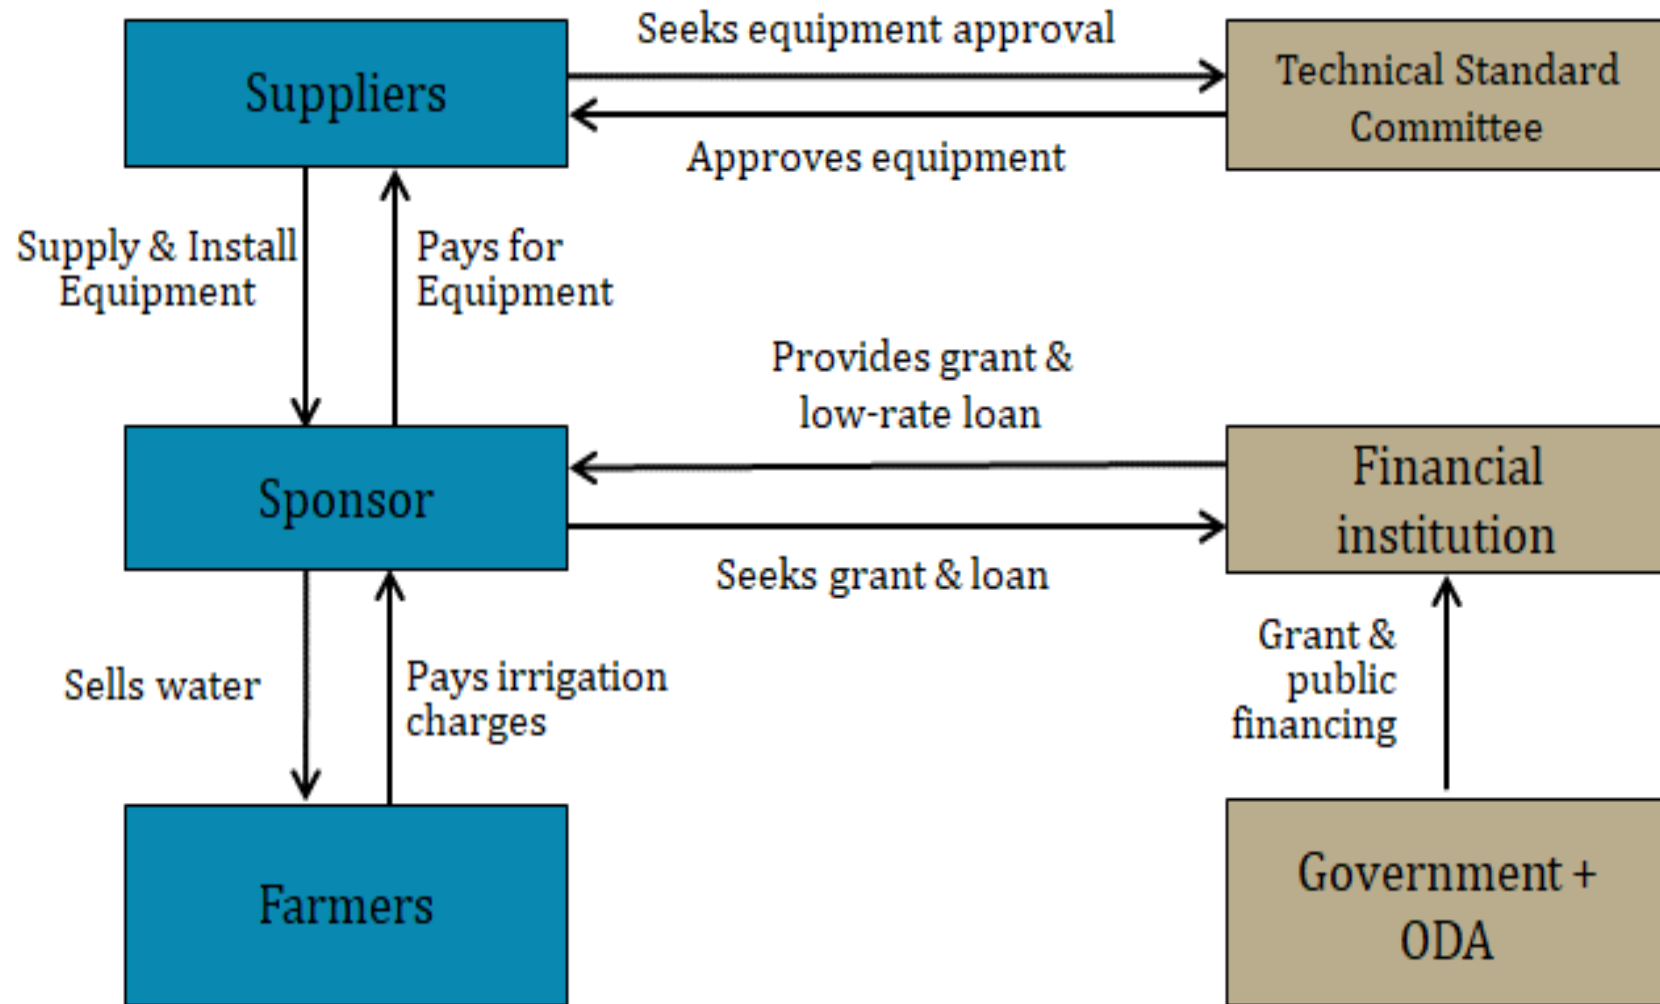 Seeks equipment approval
Suppliers
Technical Standard
Committee
Approves equipment
Supply & Install
Equipment
Pays for
Equipment
Provides grant &
low-rate loan
Sponsor
Financial
institution
Seeks grant & loan
Sells water
Pays irrigation
charges
Grant &
public
financing
Farmers
Government +
ODA